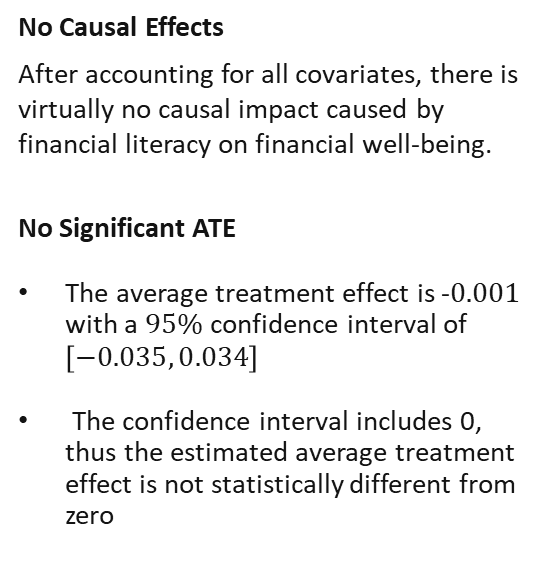 No Causal Effects
After accounting for all covariates, there is
virtually no causal impact caused by
financial literacy on financial well-being.
No Significant ATE
• The average treatment effect is -0.001
with a 95% confidence interval of
[−0.035, 0.034]
• The confidence interval includes 0,
thus the estimated average treatment
effect is not statistically different from
zero